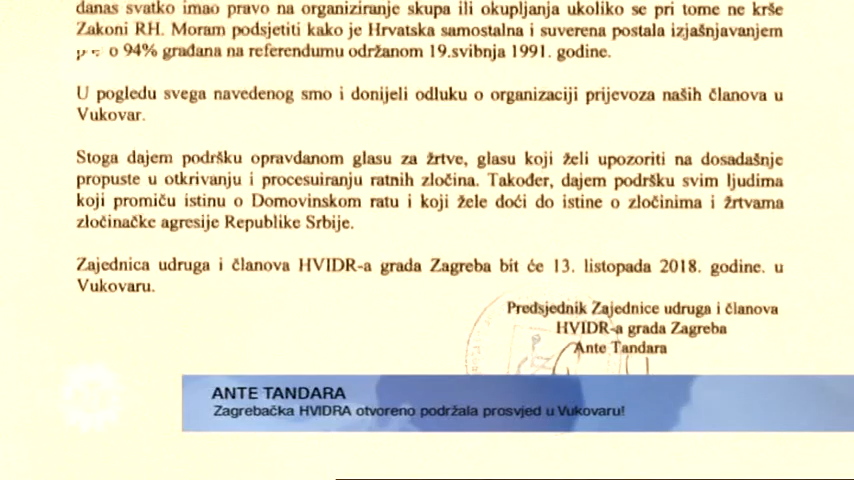 danas svatko imao pravo na organiziranje skupa ili okupljanja ukoliko se pri tome ne krše
Zakoni RH. Moram podsjetiti kako je Hrvatska samostalna i suverena postala izjašnjavanjem
o 94% građana na referendumu održanom 19.svibnja 1991. godine.
U pogledu svega navedenog smo i donijeli odluku o organizaciji prijevoza naših članova u
Vukovar.
Stoga dajem podršku opravdanom glasu za žrtve, glasu koji želi upozoriti na dosadašnje
propuste u otkrivanju i procesuiranju ratnih zločina. Također, dajem podršku svim ljudima
koji promiču istinu o Domovinskom ratu i koji žele doći do istine o zločinima i žrtvama
zločinačke agresije Republike Srbije.
Zajednica udruga i članova HVIDR-a grada Zagreba bit će 13. listopada 2018. godine. u
Vukovaru.
Predsjednik Zajednice udruga i članova
HVIDR-a grada Zagreba
Ante Tandara
ANTE TANDARA
Zagrebačka HVIDRA otvoreno podržala prosvjed u Vukovaru!